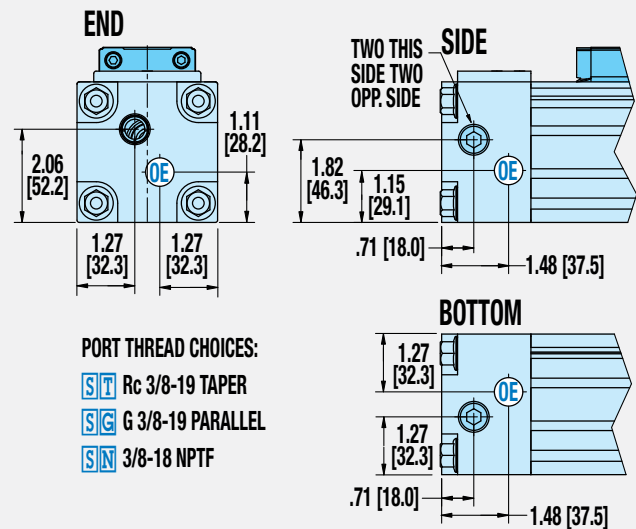 END
OE
1.11
[28.2]
2.06
[52.2]
1.27
[32.3]
1.27
[32.3]
SIDE
TWO THIS
SIDE TWO
OPP. SIDE
OE
1.82
[46.3]
1.15
[29.1]
.71 [18.0]
1.48 [37.5]
PORT THREAD CHOICES:
ST Rc 3/8-19 TAPER
SG G 3/8-19 PARALLEL
SN 3/8-18 NPTF
BOTTOM
1.27
[32.3]
OE
1.27
[32.3]
.71 [18.0]
1.48 [37.5]